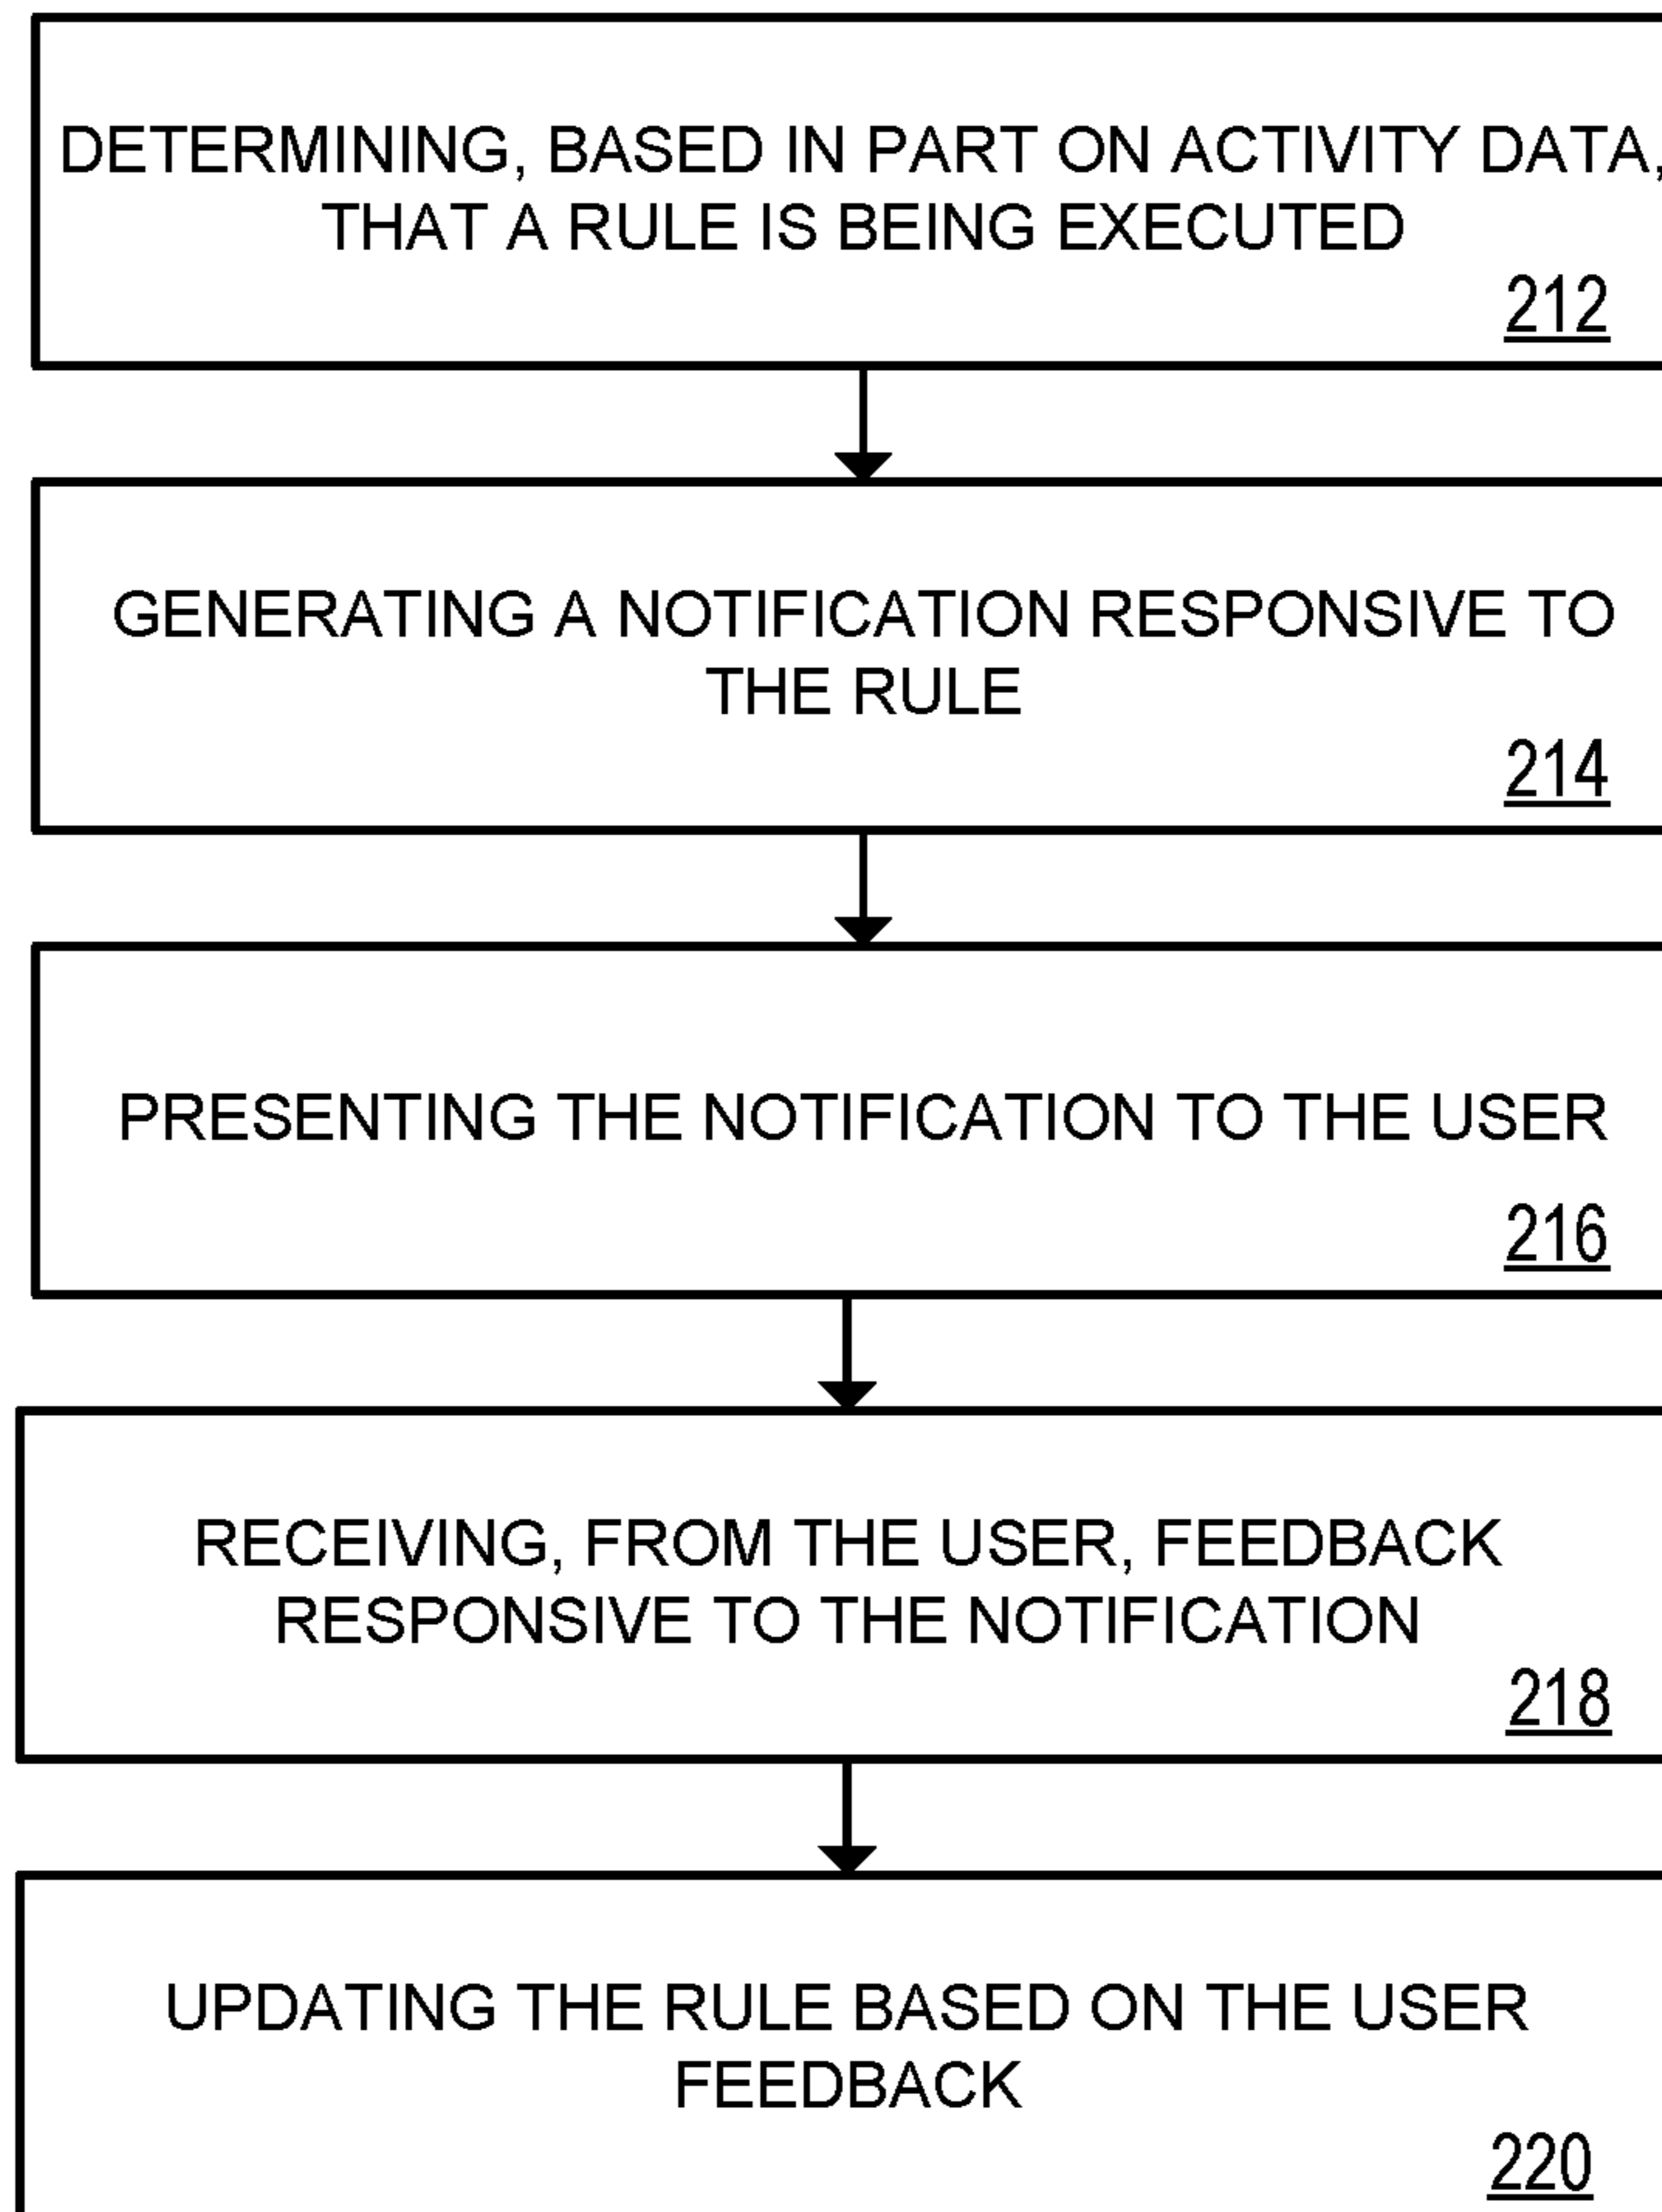 DETERMINING, BASED IN PART ON ACTIVITY DATA,
THAT A RULE IS BEING EXECUTED
212
GENERATING A NOTIFICATION RESPONSIVE TO
THE RULE
214
PRESENTING THE NOTIFICATION TO THE USER
216
RECEIVING, FROM THE USER, FEEDBACK
RESPONSIVE TO THE NOTIFICATION
218
UPDATING THE RULE BASED ON THE USER
FEEDBACK
220